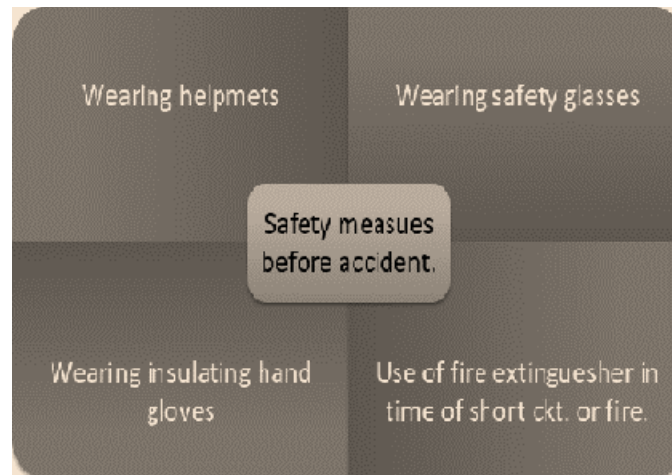 Wearing helpmets
Wearing safety glasses
Safety measues
before accident.
Wearing insulating hand
gloves
Use of fire extinguesher in
time of short ckt. or fire.